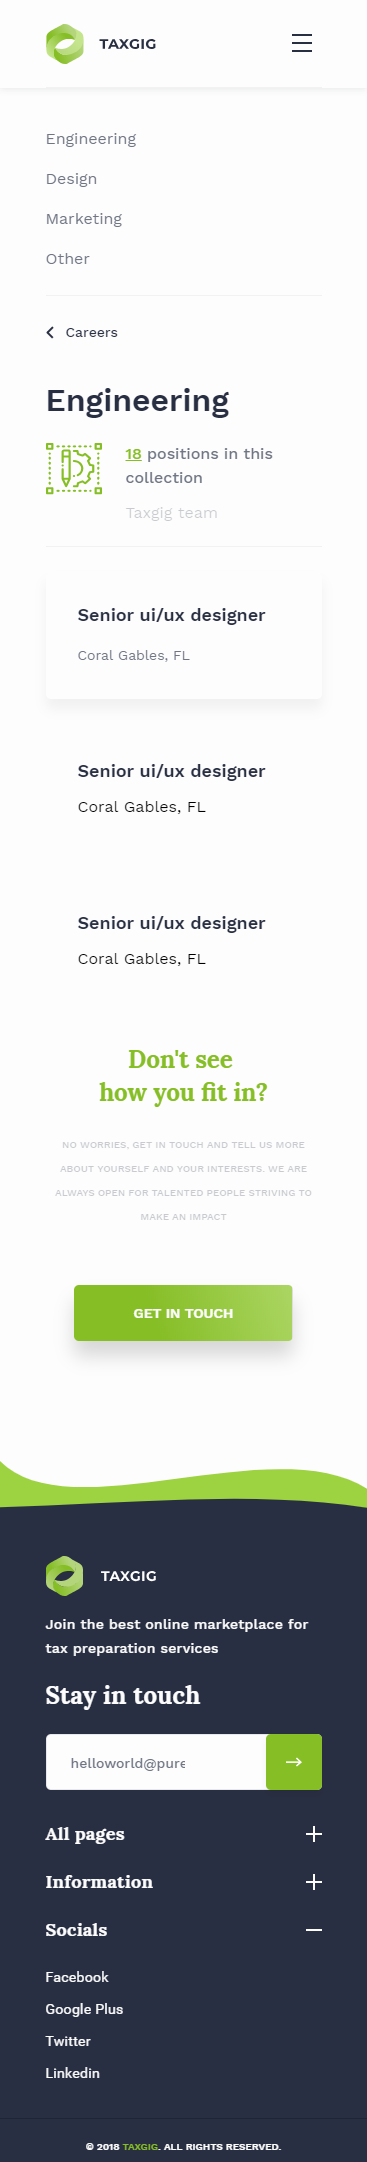 TAXGIG
Engineering
Design
Marketing
Other
Careers
Engineering
18 positions in this
collection
Taxgig team
Senior ui/ux designer
Coral Gables, FL
Senior ui/ux designer
Coral Gables, FL
Senior ui/ux designer
Coral Gables, FL
Don't see
how you fit in?
NO WORRIES, GET IN TOUCH AND TELL US MORE
ABOUT YOURSELF AND YOUR INTERESTS. WE ARE
ALWAYS OPEN FOR TALENTED PEOPLE STRIVING TO
MAKE AN IMPACT
GET IN TOUCH
TAXGIG
Join the best online marketplace for
tax preparation services
Stay in touch
helloworld@pure
All pages
Information
Socials
Facebook
Google Plus
Twitter
Linkedin
© 2018 TAXGIG. ALL RIGHTS RESERVED.